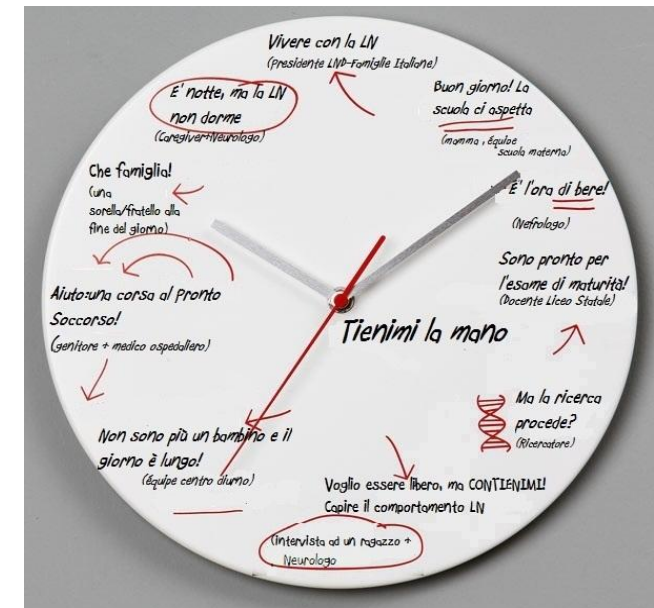 Vivere con la LN
(Presidente LND-Famiglie Italiane)
Buon giorno! La
scuola ci aspetta
(mamma, équipe
scuola materna)
E' l'ora di bere!
(Nefrologo)
Sono pronto per
l'esame di maturità!
(Docente Liceo Statale)
Ma la ricerca
procede?
(Ricercatore)
Voglio essere libero, ma CONTIENIMI!
Capire il comportamento LN
(intervista ad un ragazzo +
Neurologo
Non sono più un bambino e il
giorno è lungo!
(équipe centro diurno)
Aiuto:una corsa al Pronto
Soccorso!
(genitore + medico ospedaliero)
Che famiglia!
(una
sorella/fratello alla
fine del giorno)
E' notte, ma la LN
non dorme
(Caregiver+Neurologo)
Tienimi la mano